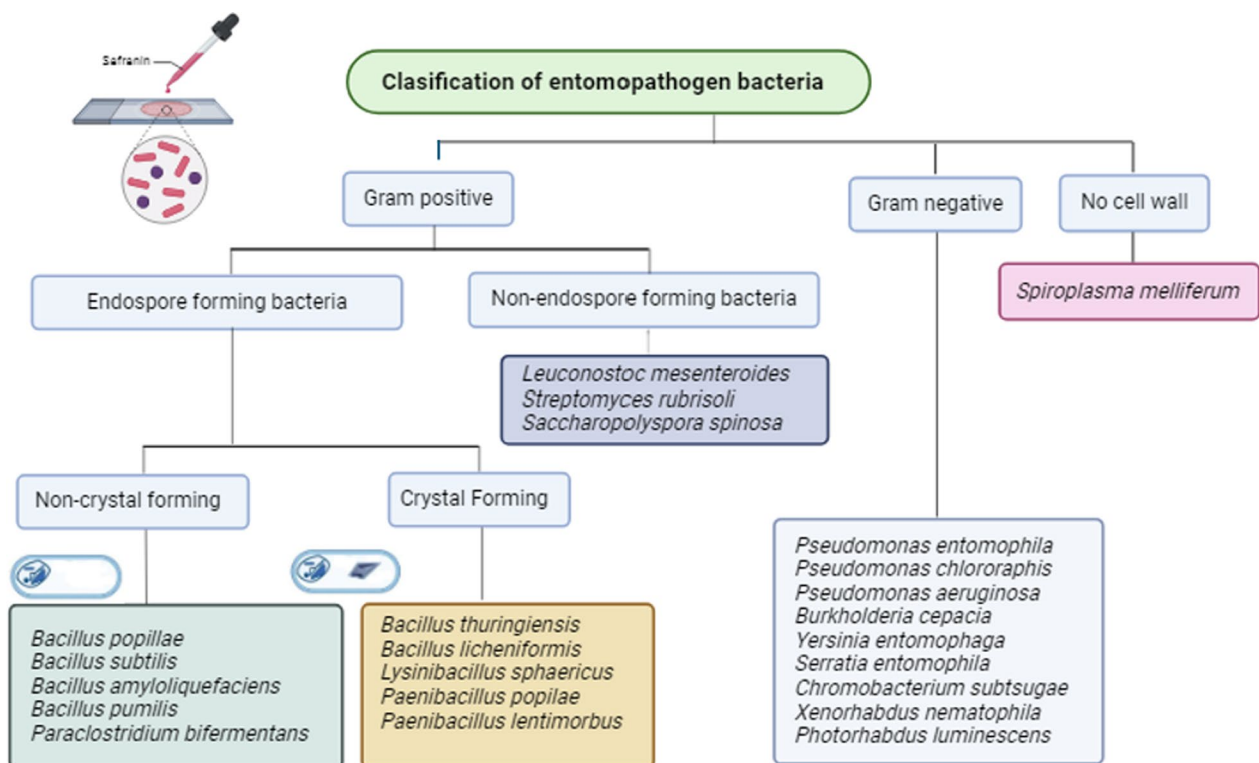 Safranin
Clasification of entomopathogen bacteria
Gram positive
Gram negative
No cell wall
Endospore forming bacteria
Non-endospore forming bacteria
Spiroplasma melliferum
Leuconostoc mesenteroides
Streptomyces rubrisoli
Saccharopolyspora spinosa
Non-crystal forming
Crystal Forming
Bacillus popillae
Bacillus subtilis
Bacillus amyloliquefaciens
Bacillus pumilis
Paraclostridium bifermentans
Bacillus thuringiensis
Bacillus licheniformis
Lysinibacillus sphaericus
Paenibacillus popilae
Paenibacillus lentimorbus
Pseudomonas entomophila
Pseudomonas chlororaphis
Pseudomonas aeruginosa
Burkholderia cepacia
Yersinia entomophaga
Serratia entomophila
Chromobacterium subtsugae
Xenorhabdus nematophila
Photorhabdus luminescens